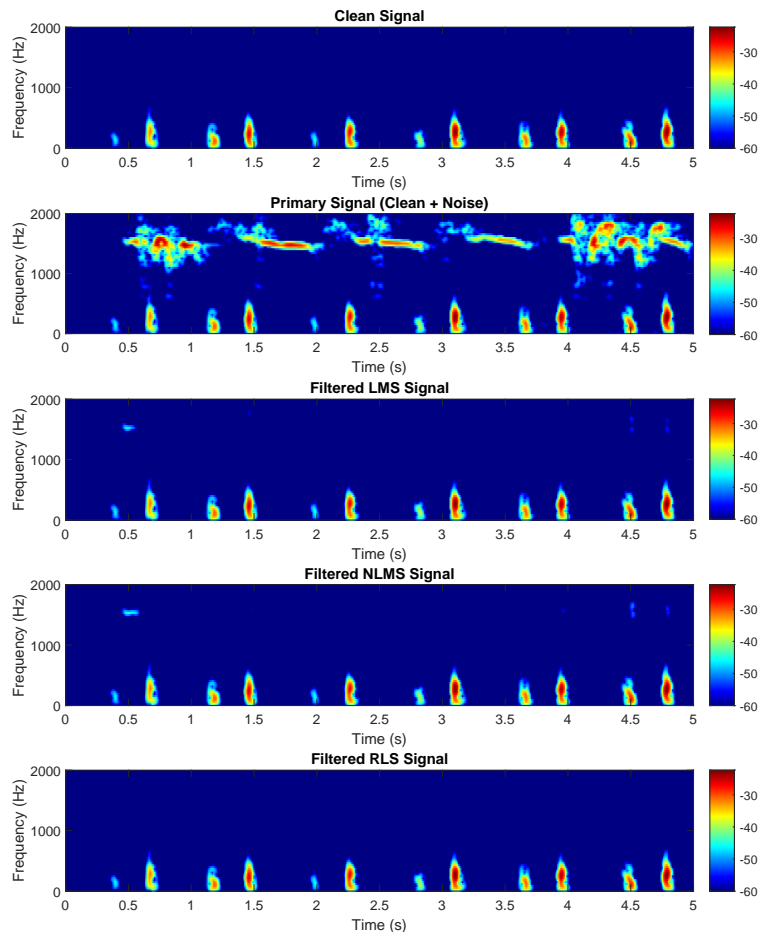 Clean Signal
2000
1000
0
Frequency (Hz)
0 0.5 1 1.5 2 2.5 3 3.5 4 4.5 5
Time (s)
-30
-40
-50
-60
Primary Signal (Clean + Noise)
2000
1000
0
Frequency (Hz)
0 0.5 1 1.5 2 2.5 3 3.5 4 4.5 5
Time (s)
-30
-40
-50
-60
Filtered LMS Signal
2000
1000
0
Frequency (Hz)
0 0.5 1 1.5 2 2.5 3 3.5 4 4.5 5
Time (s)
-30
-40
-50
-60
Filtered NLMS Signal
2000
1000
0
Frequency (Hz)
0 0.5 1 1.5 2 2.5 3 3.5 4 4.5 5
Time (s)
-30
-40
-50
-60
Filtered RLS Signal
2000
1000
0
Frequency (Hz)
0 0.5 1 1.5 2 2.5 3 3.5 4 4.5 5
Time (s)
-30
-40
-50
-60